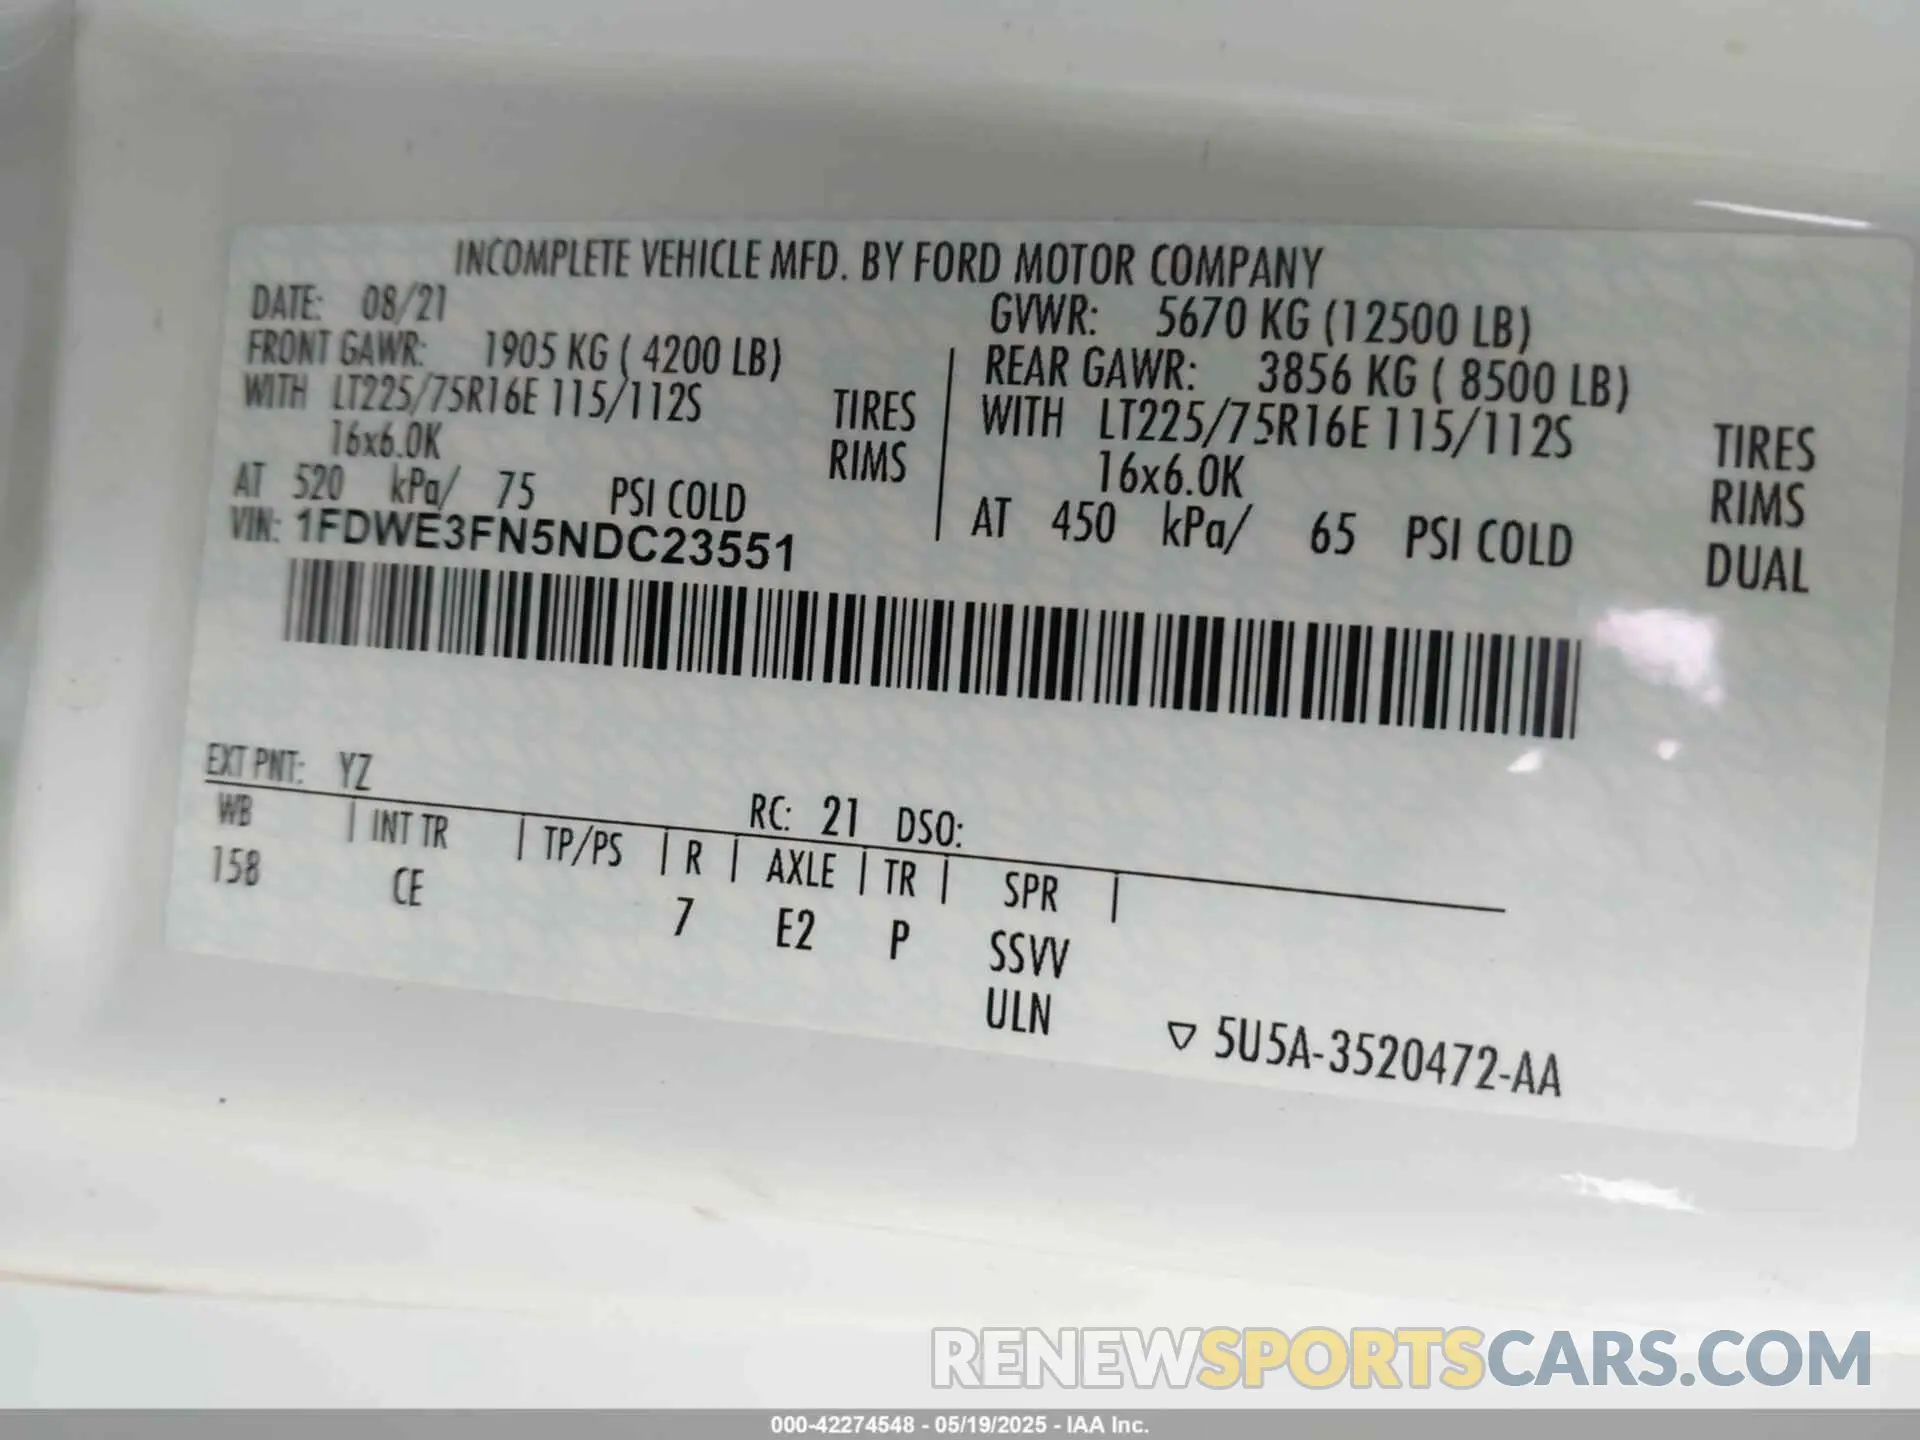 INCOMPLETE VEHICLE MFD. BY FORD MOTOR COMPANY
DATE: 08/21 GVWR: 5670 KG (12500 LB)
FRONT GAWR: 1905 KG ( 4200 LB) REAR GAWR: 3856 KG ( 8500 LB)
WITH LT225/75R16E 115/112S TIRES WITH LT225/75R16E 115/112S TIRES
16x6.0K RIMS 16x6.0K RIMS
AT 520 kPa/ 75 PSI COLD AT 450 kPa/ 65 PSI COLD DUAL
VIN: 1FDWE3FN5NDC23551
EXT PNT: YZ RC: 21 DSO:
WB | INT TR | TP/PS | R | AXLE | TR | SPR |
158 CE 7 E2 P SSVV
ULN
▽ 5U5A-3520472-AA
RENEWSPORTSCARS.COM
000-42274548 - 05/19/2025 - IAA Inc.